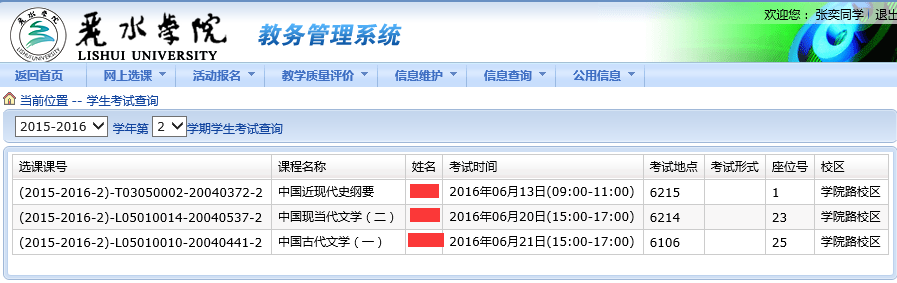 欢迎您： 张奕同学 退出
丽水学院
LISHUI UNIVERSITY
教务管理系统
返回首页 网上选课 活动报名 教学质量评价 信息维护 信息查询 公用信息
当前位置 -- 学生考试查询
2015-2016 学年第 2 学期学生考试查询
选课课号 课程名称 姓名 考试时间 考试地点 考试形式 座位号 校区
(2015-2016-2)-T03050002-20040372-2 中国近现代史纲要 2016年06月13日(09:00-11:00) 6215 1 学院路校区
(2015-2016-2)-L05010014-20040537-2 中国现当代文学（二） 2016年06月20日(15:00-17:00) 6214 23 学院路校区
(2015-2016-2)-L05010010-20040441-2 中国古代文学（一） 2016年06月21日(15:00-17:00) 6106 25 学院路校区